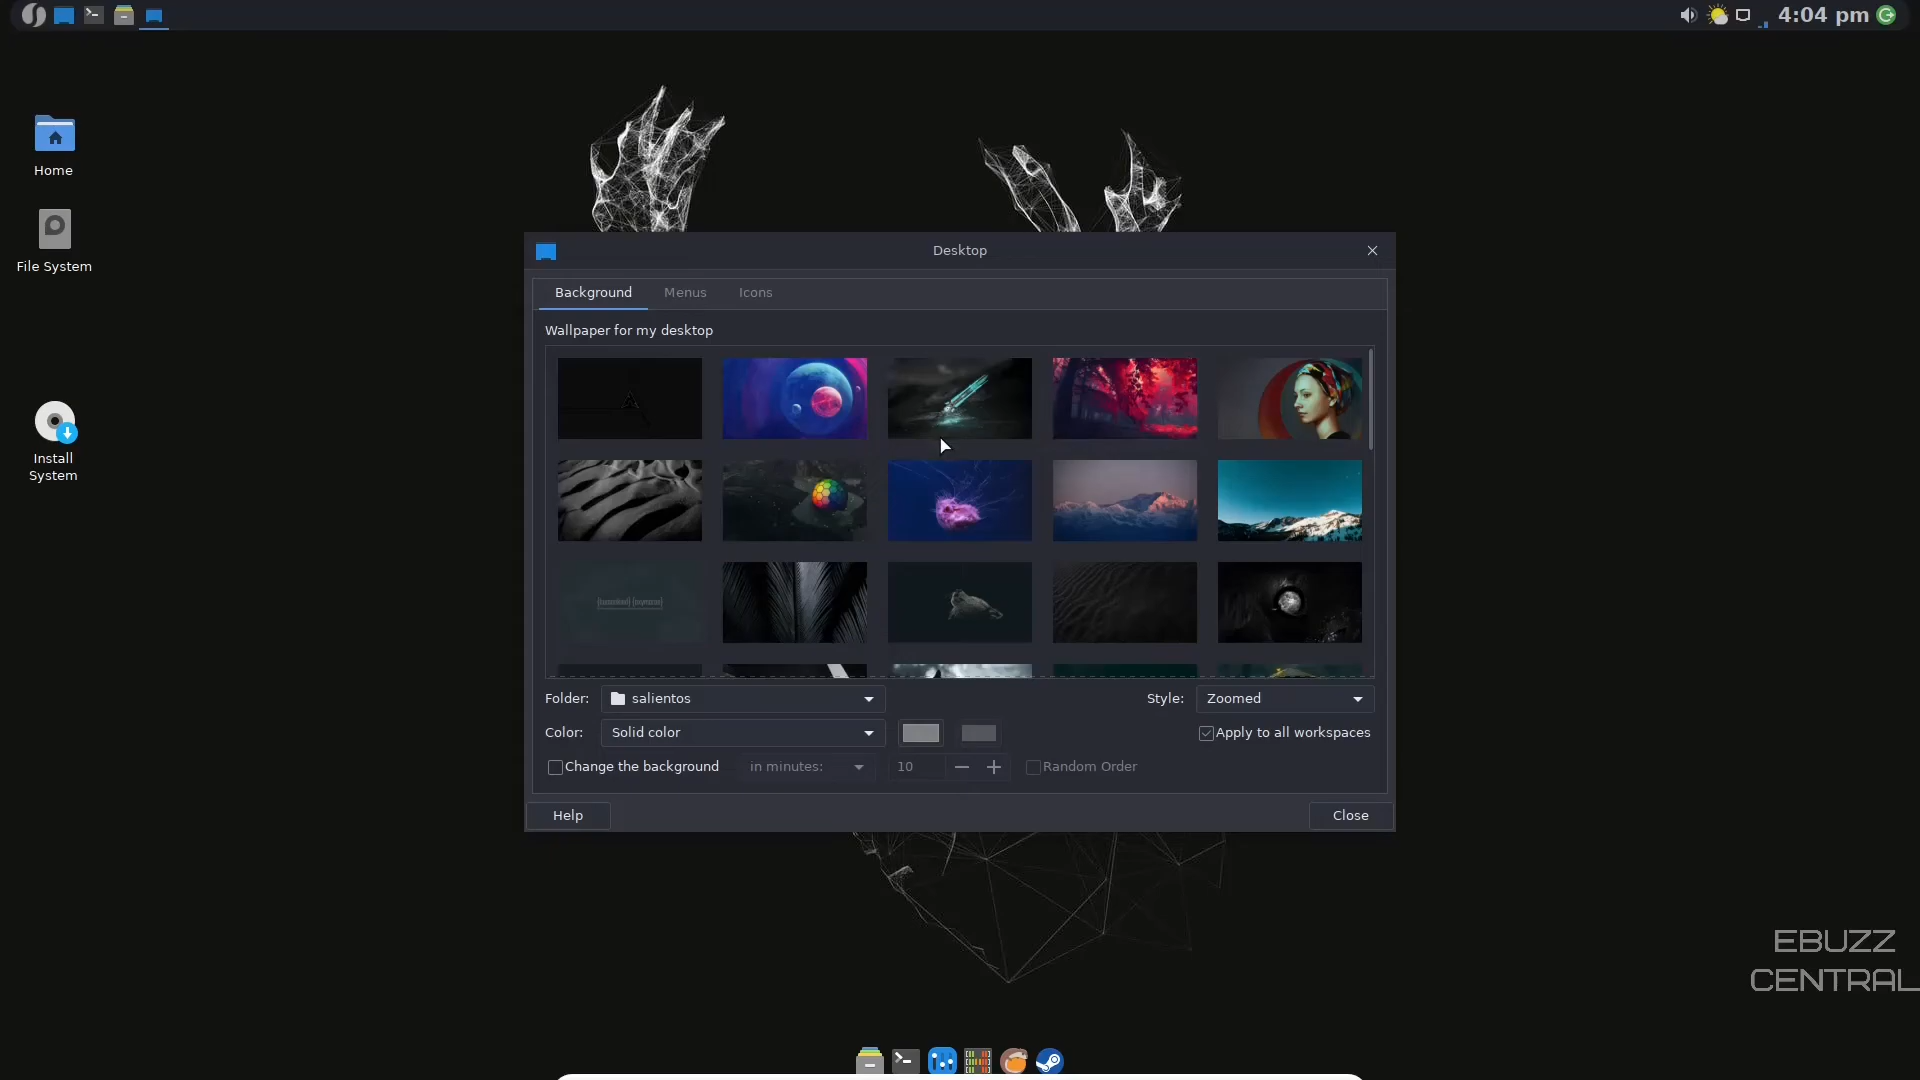 4:04 pm
Home
File System
Install
System
Desktop
Background Menus Icons
Wallpaper for my desktop
Folder: salientos Style: Zoomed
Color: Solid color Apply to all workspaces
Change the background in minutes: 10 Random Order
Help Close
EBUZZ
CENTRAL